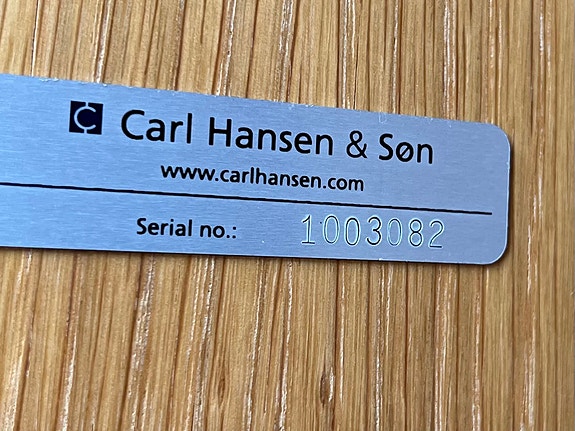 Carl Hansen & Søn
www.carlhansen.com
Serial no.: 1003082